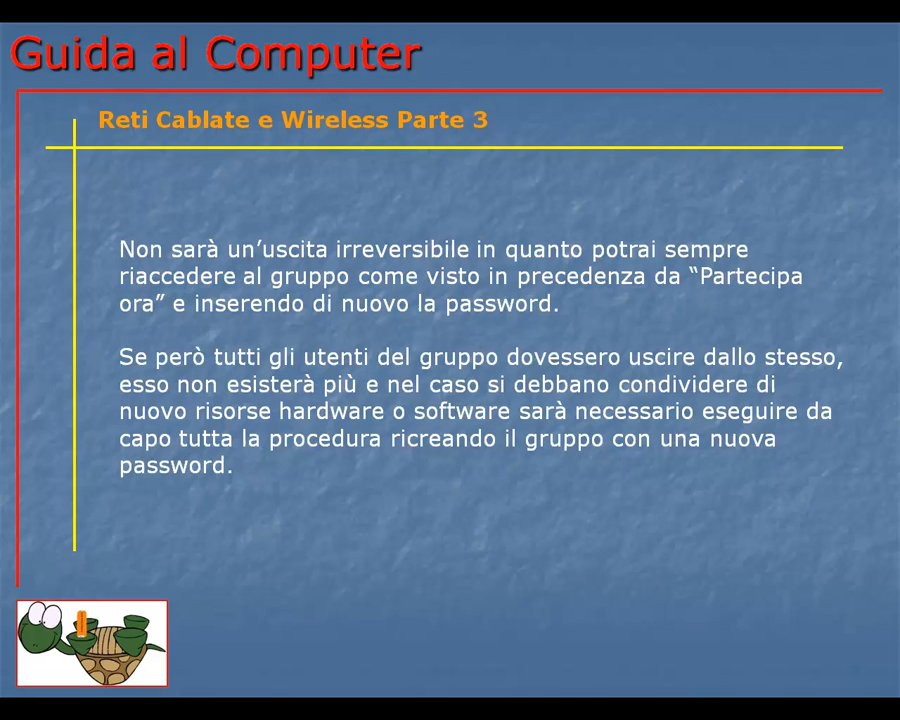 Guida al Computer
Reti Cablate e Wireless Parte 3
Non sarà un’uscita irreversibile in quanto potrai sempre
riaccedere al gruppo come visto in precedenza da “Partecipa
ora” e inserendo di nuovo la password.
Se però tutti gli utenti del gruppo dovessero uscire dallo stesso,
esso non esisterà più e nel caso si debbano condividere di
nuovo risorse hardware o software sarà necessario eseguire da
capo tutta la procedura ricreando il gruppo con una nuova
password.